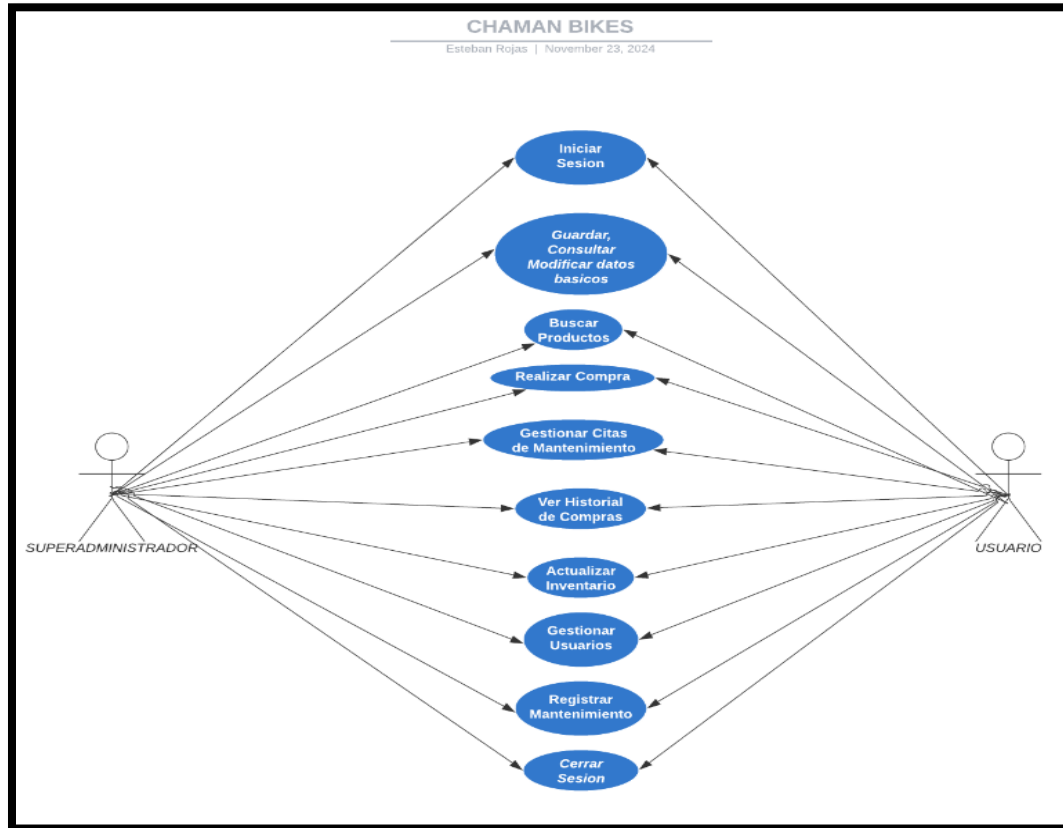 CHAMAN BIKES
Esteban Rojas | November 23, 2024
Iniciar
Sesion
Guardar,
Consultar
Modificar datos
basicos
Buscar
Productos
Realizar Compra
Gestionar Citas
de Mantenimiento
Ver Historial
de Compras
SUPERADMINISTRADOR
USUARIO
Actualizar
Inventario
Gestionar
Usuarios
Registrar
Mantenimiento
Cerrar
Sesion